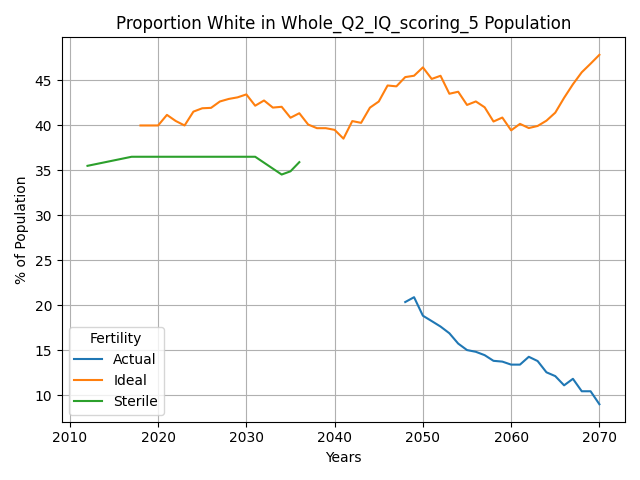 Proportion White in Whole_Q2_IQ_scoring_5 Population
% of Population
45
40
35
30
25
20
15
10
Fertility
Actual
Ideal
Sterile
2010 2020 2030 2040 2050 2060 2070
Years